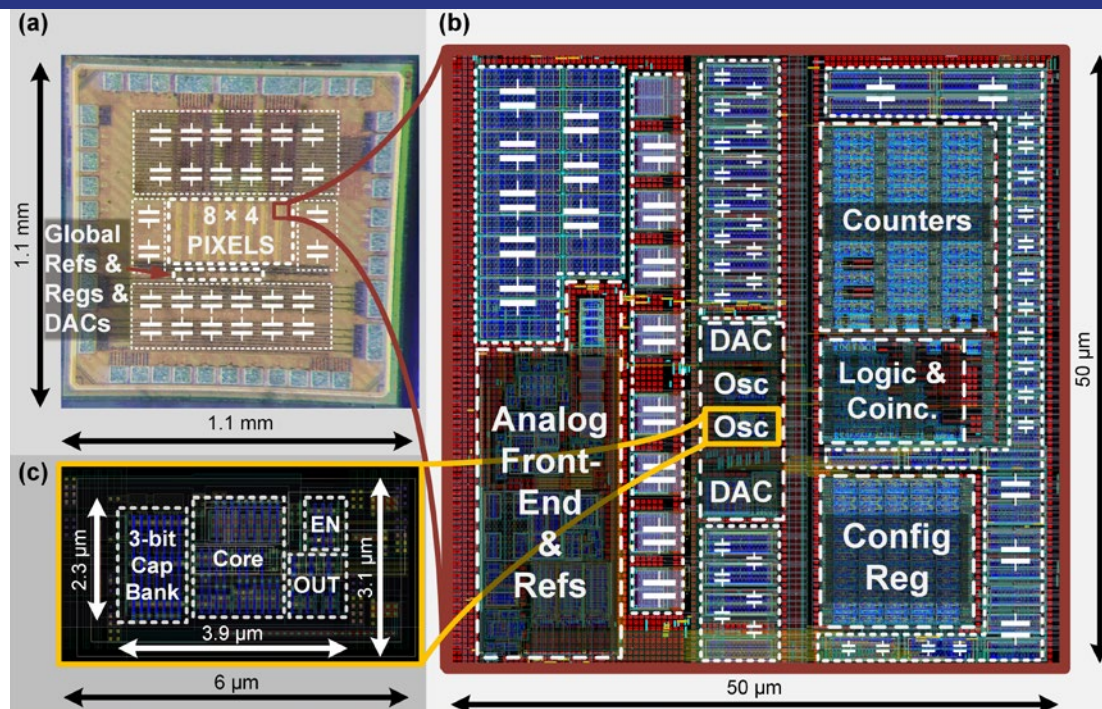 (a)
1.1 mm
8 × 4
PIXELS
Global
Refs &
Regs &
DACs
1.1 mm
(b)
DAC
Osc
Osc
DAC
Analog
Front-
End
&
Refs
Counters
Logic &
Coinc.
Config
Reg
50 µm
50 µm
(c)
2.3 µm
3-bit
Cap
Bank
Core
EN
OUT
3.1 µm
3.9 µm
6 µm